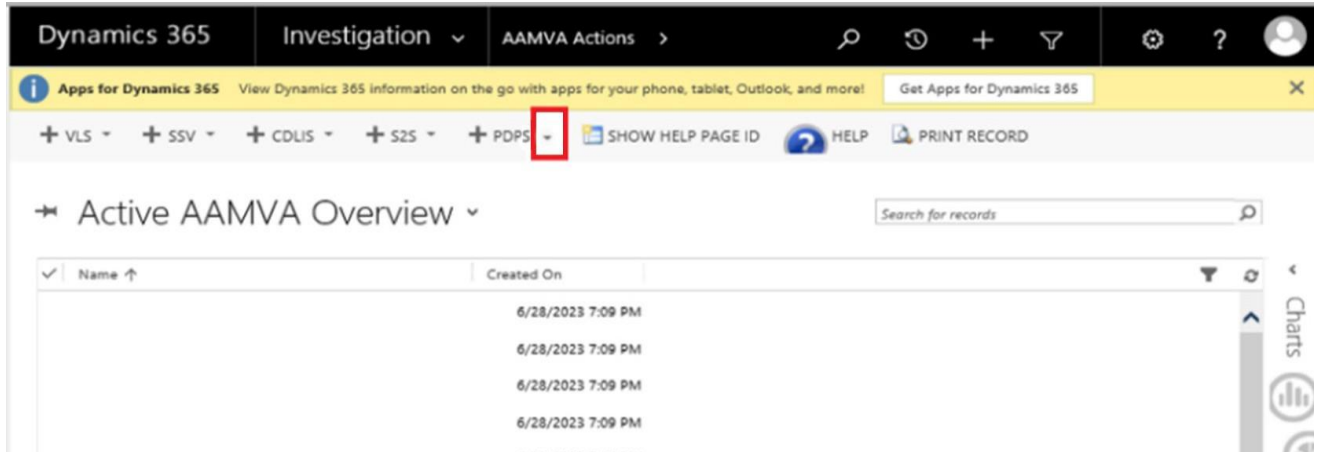 Dynamics 365 Investigation AAMVA Actions
Apps for Dynamics 365 View Dynamics 365 information on the go with apps for your phone, tablet, Outlook, and more! Get Apps for Dynamics 365
VLS SSV CDLIS S2S PDPS SHOW HELP PAGE ID HELP PRINT RECORD
Active AAMVA Overview Search for records
Name Created On
6/28/2023 7:09 PM
6/28/2023 7:09 PM
6/28/2023 7:09 PM
6/28/2023 7:09 PM
Charts